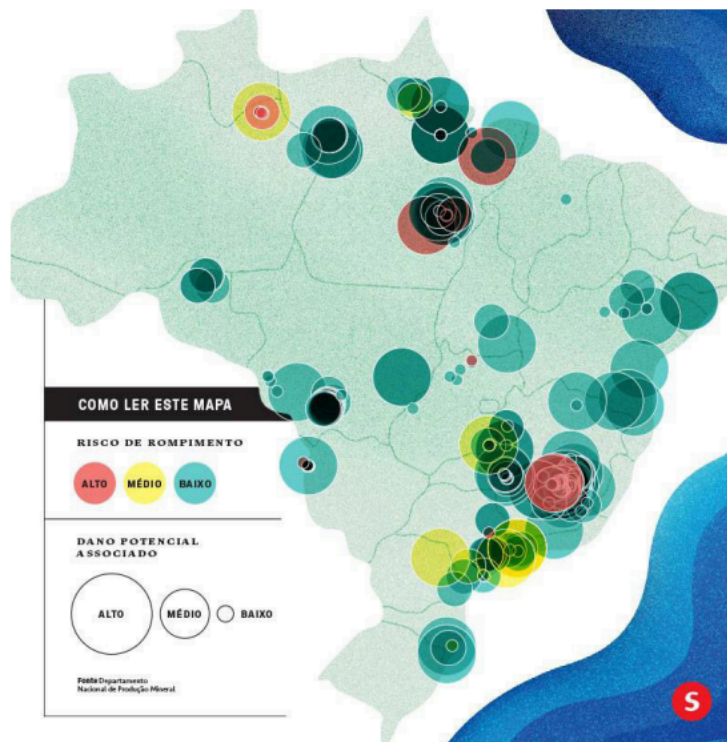 COMO LER ESTE MAPA
RISCO DE ROMPIMENTO
ALTO MÉDIO BAIXO
DANO POTENCIAL
ASSOCIADO
ALTO MÉDIO BAIXO
Fonte Departamento
Nacional de Produção Mineral
S